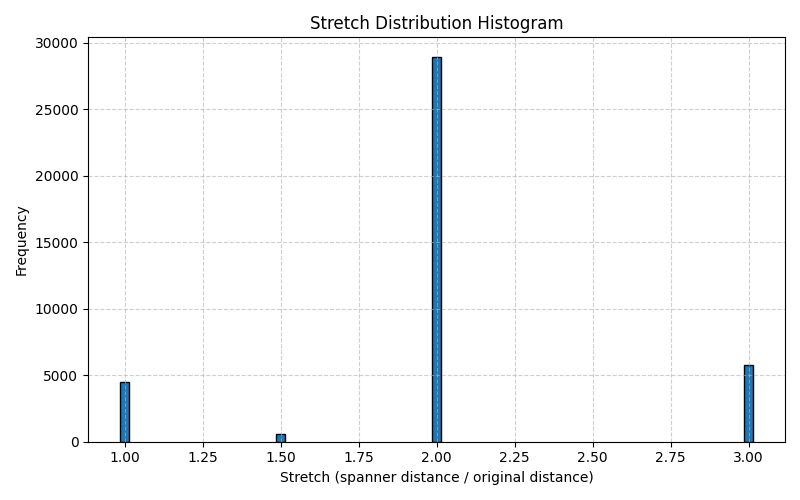 Stretch Distribution Histogram
Frequency
30000
25000
20000
15000
10000
5000
0
1.00 1.25 1.50 1.75 2.00 2.25 2.50 2.75 3.00
Stretch (spanner distance / original distance)